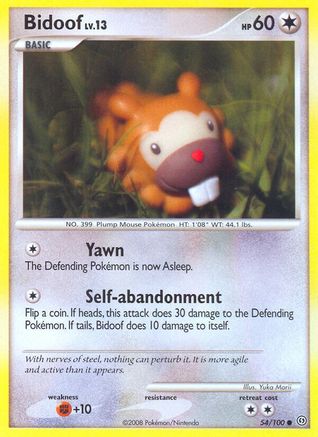 Bidoof LV.13 HP 60
BASIC
NO. 399 Plump Mouse Pokémon HT: 1'08" WT: 44.1 lbs.
Yawn
The Defending Pokémon is now Asleep.
Self-abandonment
Flip a coin. If heads, this attack does 30 damage to the Defending
Pokémon. If tails, Bidoof does 10 damage to itself.
With nerves of steel, nothing can perturb it. It is more agile
and active than it appears.
Illus. Yuka Morii
weakness resistance retreat cost
+10
©2008 Pokémon/Nintendo 54/100